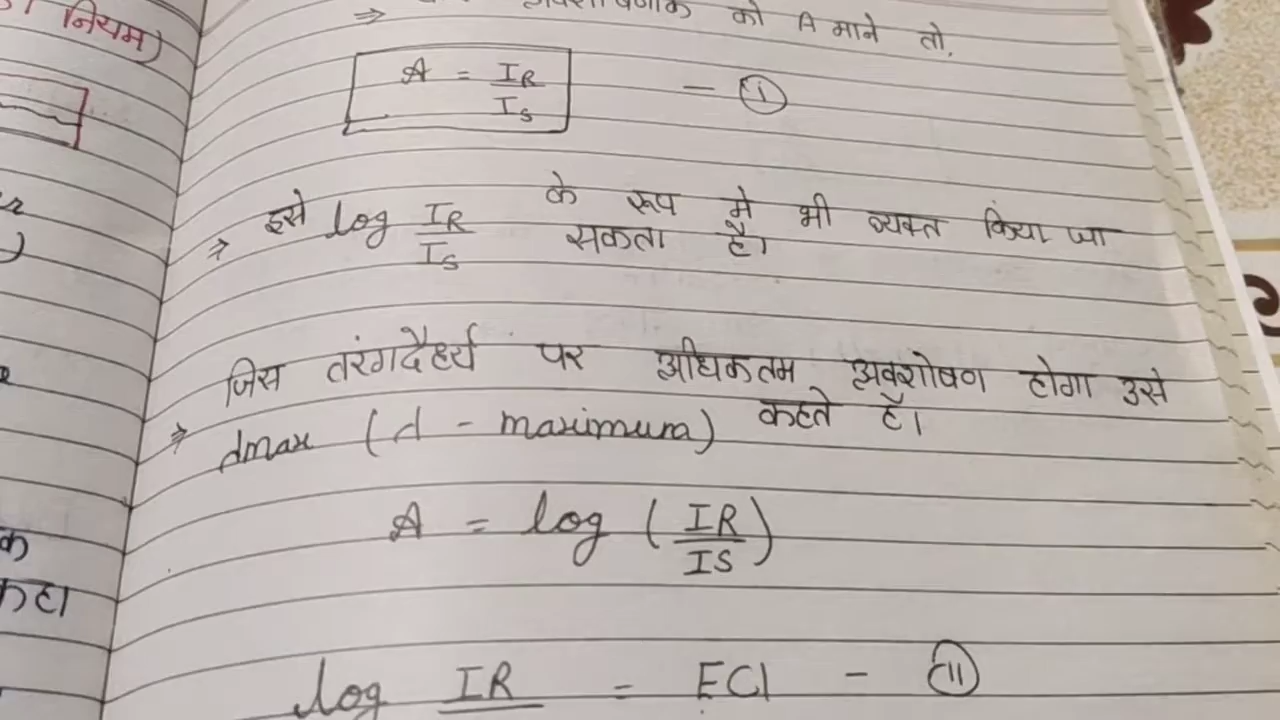 नियम)
⇒ को A माने तो,
A = IR/IS - (I)
⇒ इसे log IR/IS के रूप मे भी व्यक्त किया जा
सकता है।
जिस तरंगदैर्ध्य पर अधिकतम अवशोषण होगा उसे
⇒ dmax (d - maximum) कहते है।
A = log (IR/IS)
log IR = ECl - (II)